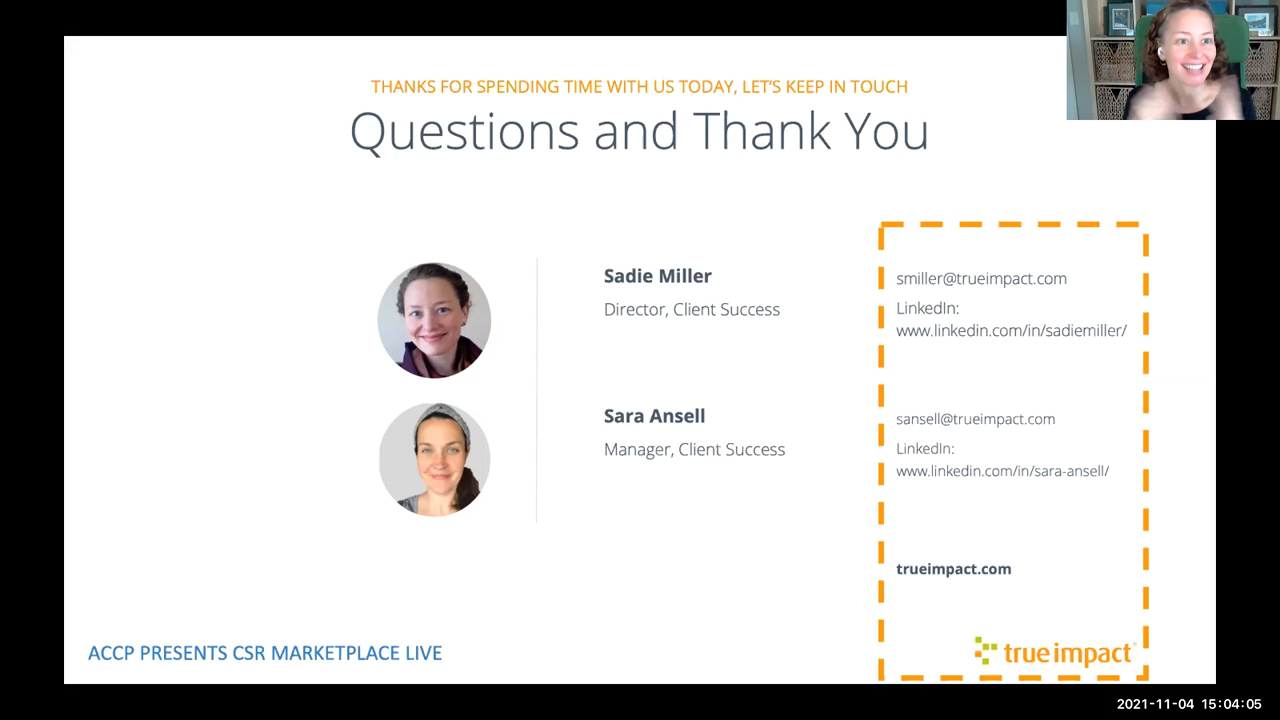 THANKS FOR SPENDING TIME WITH US TODAY, LET'S KEEP IN TOUCH
Questions and Thank You
Sadie Miller
Director, Client Success
smiller@trueimpact.com
LinkedIn:
www.linkedin.com/in/sadiemiller/
Sara Ansell
Manager, Client Success
sansell@trueimpact.com
LinkedIn:
www.linkedin.com/in/sara-ansell/
trueimpact.com
ACCP PRESENTS CSR MARKETPLACE LIVE
true impact
2021-11-04 15:04:05